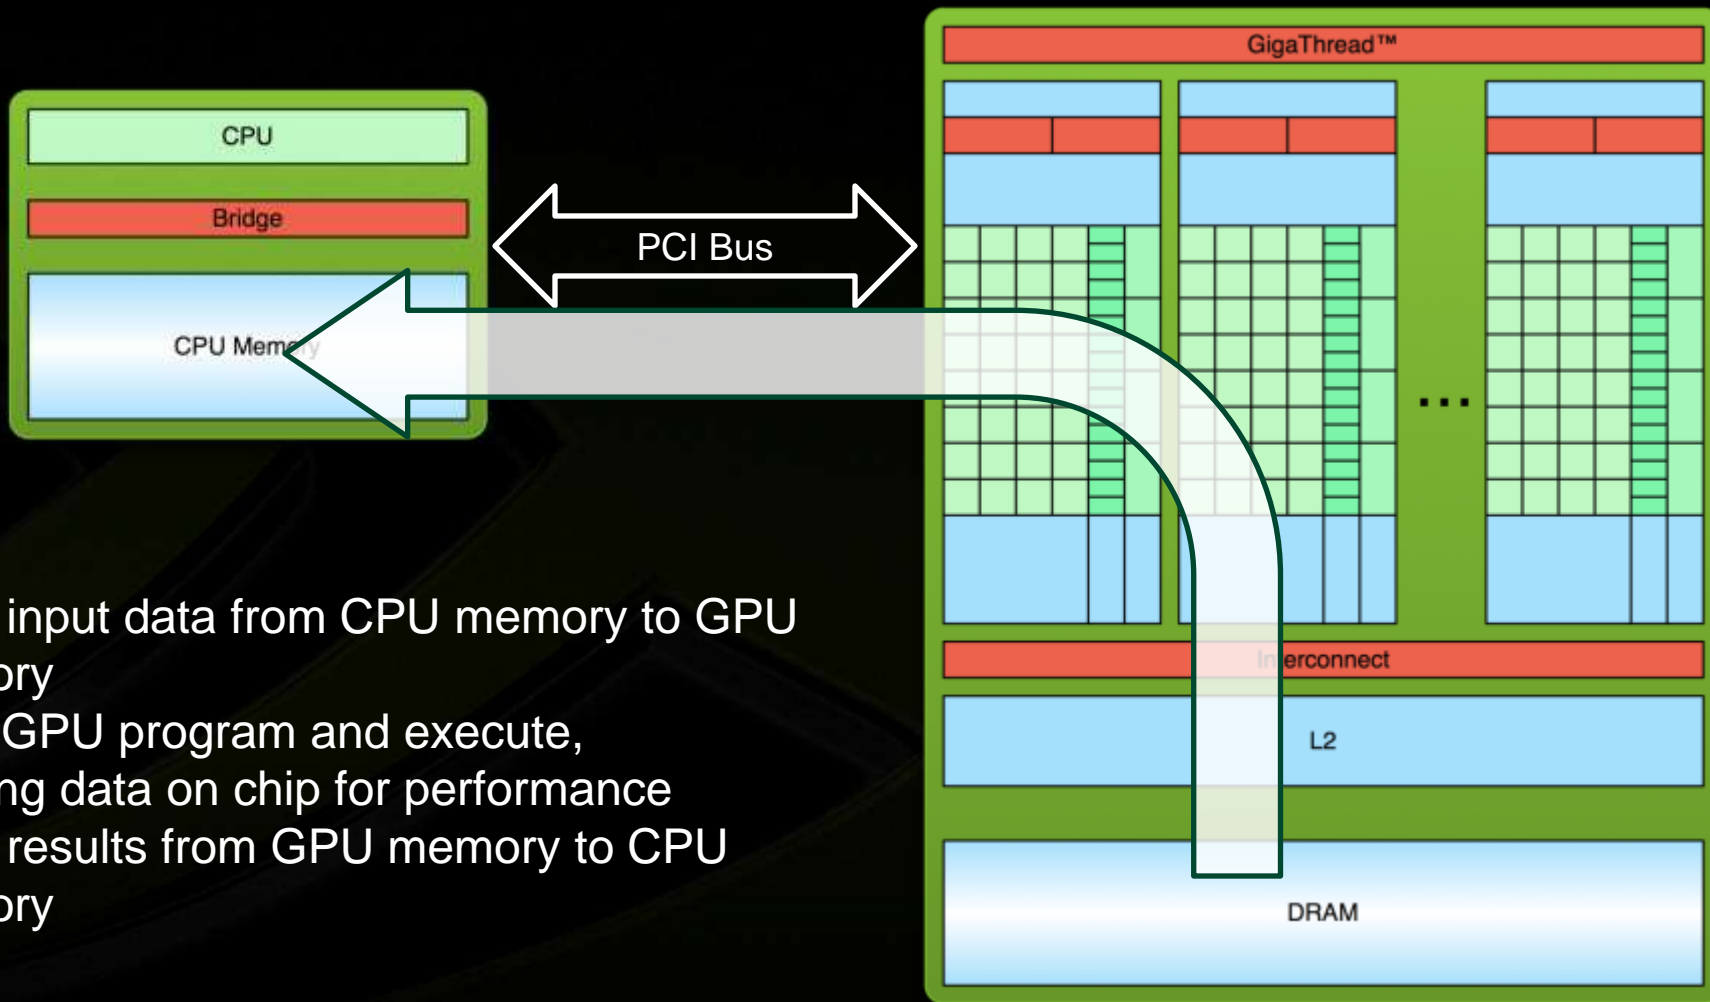 GigaThread™
CPU
Bridge
PCI Bus
CPU Memory
...
input data from CPU memory to GPU
ory
GPU program and execute,
ng data on chip for performance
results from GPU memory to CPU
ory
Interconnect
L2
DRAM